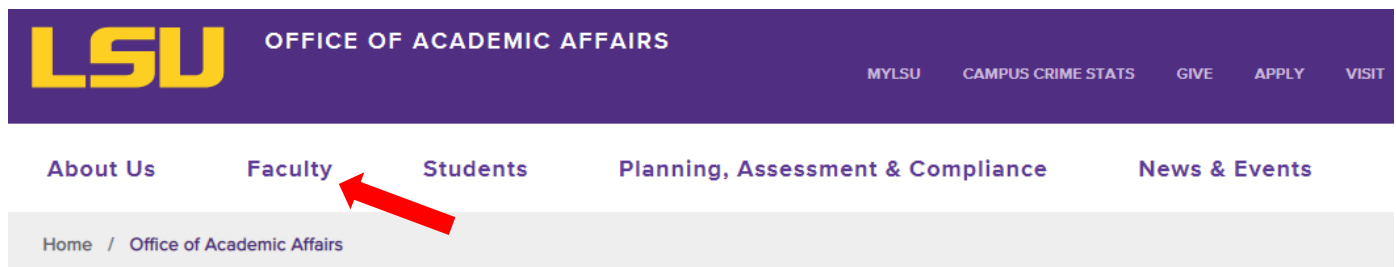 LSU
OFFICE OF ACADEMIC AFFAIRS
MYLSU CAMPUS CRIME STATS GIVE APPLY VISIT
About Us Faculty Students Planning, Assessment & Compliance News & Events
Home / Office of Academic Affairs